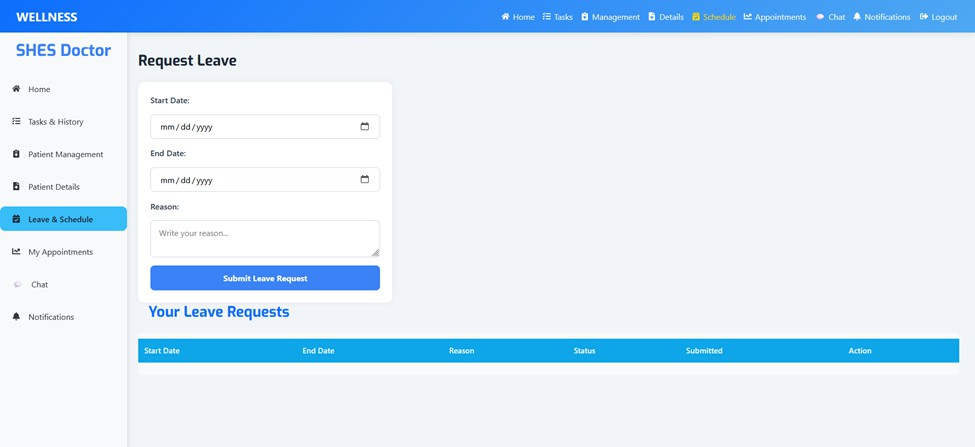 WELLNESS
Home Tasks Management Details Schedule Appointments Chat Notifications Logout
SHES Doctor
Home
Tasks & History
Patient Management
Patient Details
Leave & Schedule
My Appointments
Chat
Notifications
Request Leave
Start Date:
mm/dd/yyyy
End Date:
mm/dd/yyyy
Reason:
Write your reason...
Submit Leave Request
Your Leave Requests
Start Date End Date Reason Status Submitted Action